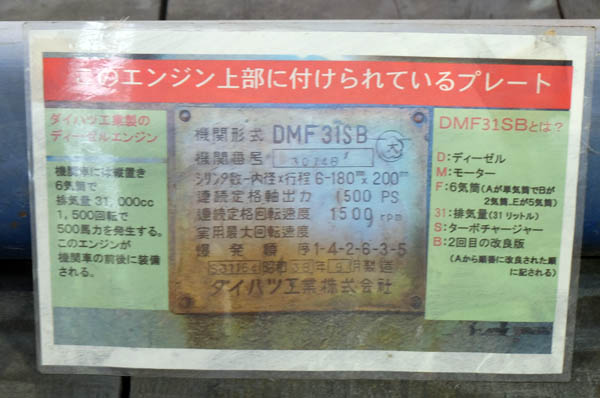 このエンジン上部に付けられているプレート
ダイハツ工業製の
ディーゼルエンジン
機関車には縦置き
6気筒で
排気量31,000cc
1,500回転で
500馬力を発生する。
このエンジンが
機関車の前後に装備
される。
機関形式 DMF31SB
機関番号
シリンダ数-内径×行程 6-180mm×200mm
連続定格軸出力 500 PS
連続定格回転速度 1500 rpm
実用最大回転速度
爆発順序 1-4-2-6-3-5
昭和 年 月製造
ダイハツ工業株式会社
DMF31SBとは?
D:ディーゼル
M:モーター
F:6気筒(Aが単気筒でBが
2気筒、Eが5気筒)
31:排気量(31リットル)
S:ターボチャージャー
B:2回目の改良版
(Aから順番に改良された順
に記される)